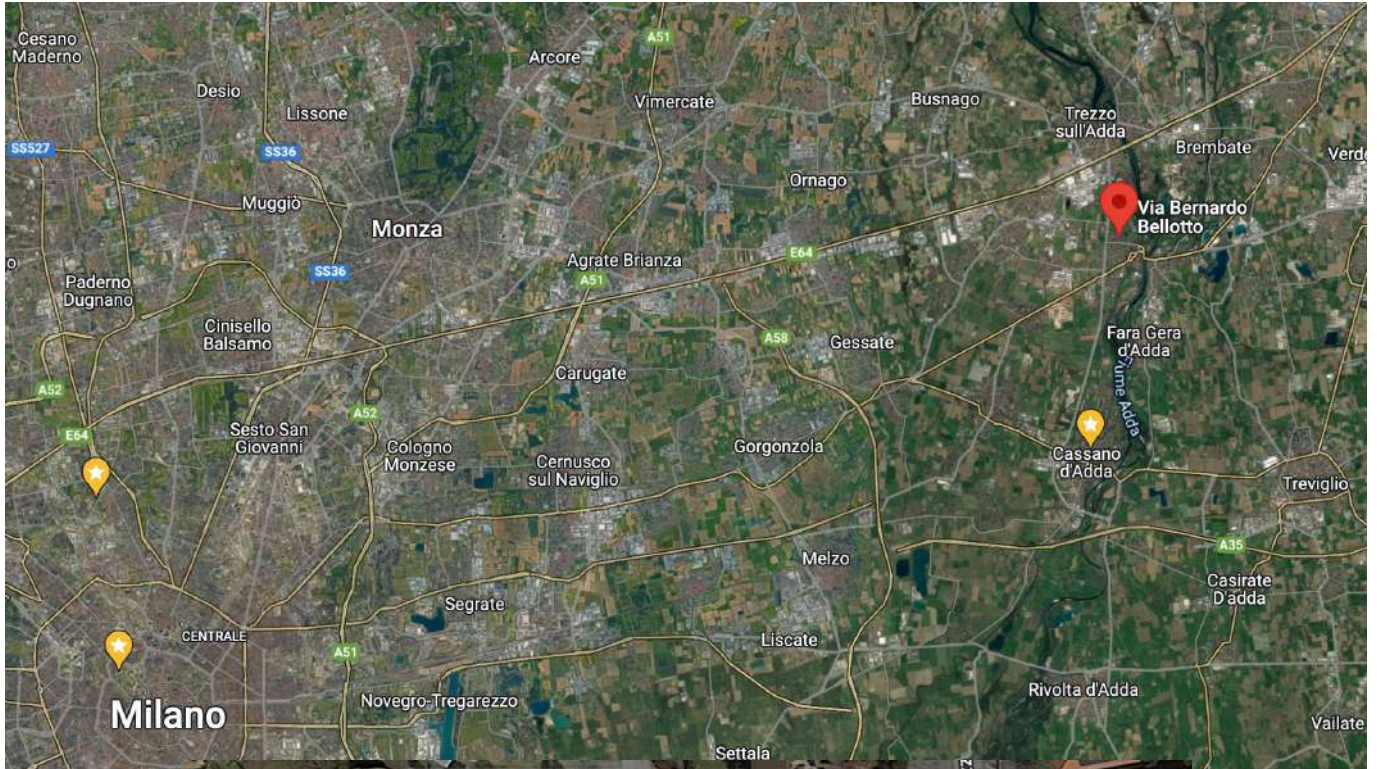 Cesano
Maderno
A51
Arcore
Desio
Lissone
Vimercate
Busnago
Trezzo
sull'Adda
SS527
SS36
Brembate
Verde
Ornago
Muggiò
Monza
Via Bernardo
Bellotto
E64
SS36
Agrate Brianza
A51
Paderno
Dugnano
Cinisello
Balsamo
A58
Gessate
Fara Gera
d'Adda
Carugate
A52
A52
Fiume Adda
E64
Sesto San
Giovanni
Cologno
Monzese
Cernusco
sul Naviglio
Gorgonzola
Cassano
d'Adda
Treviglio
A35
Melzo
Casirate
D'adda
Segrate
CENTRALE
A51
Liscate
Novegro-Tregarezzo
Rivolta d'Adda
Milano
Vailate
Settala